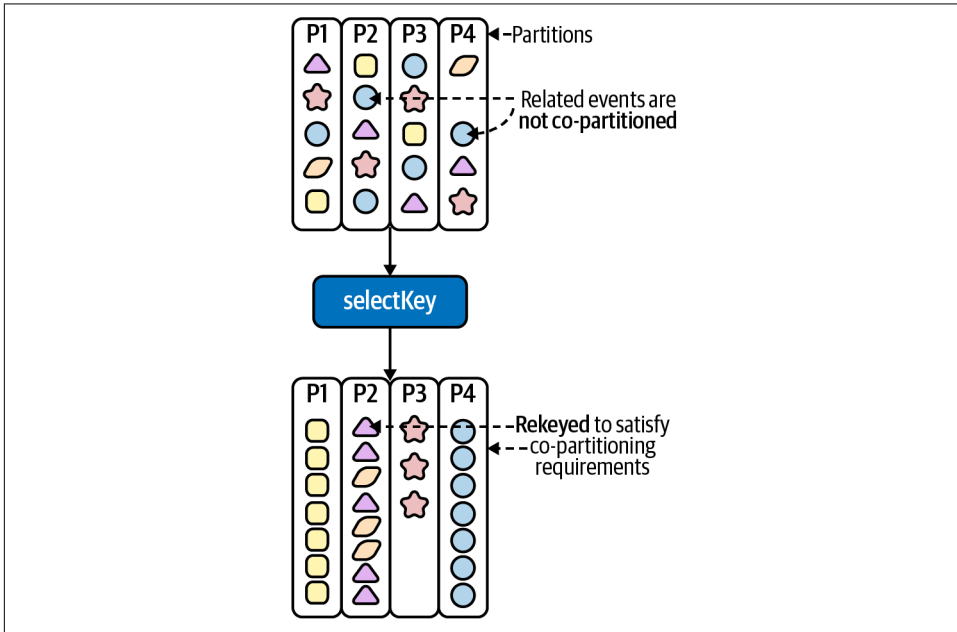 P1 P2 P3 P4
Partitions
Related events are
not co-partitioned
selectKey
P1 P2 P3 P4
Rekeyed to satisfy
co-partitioning
requirements